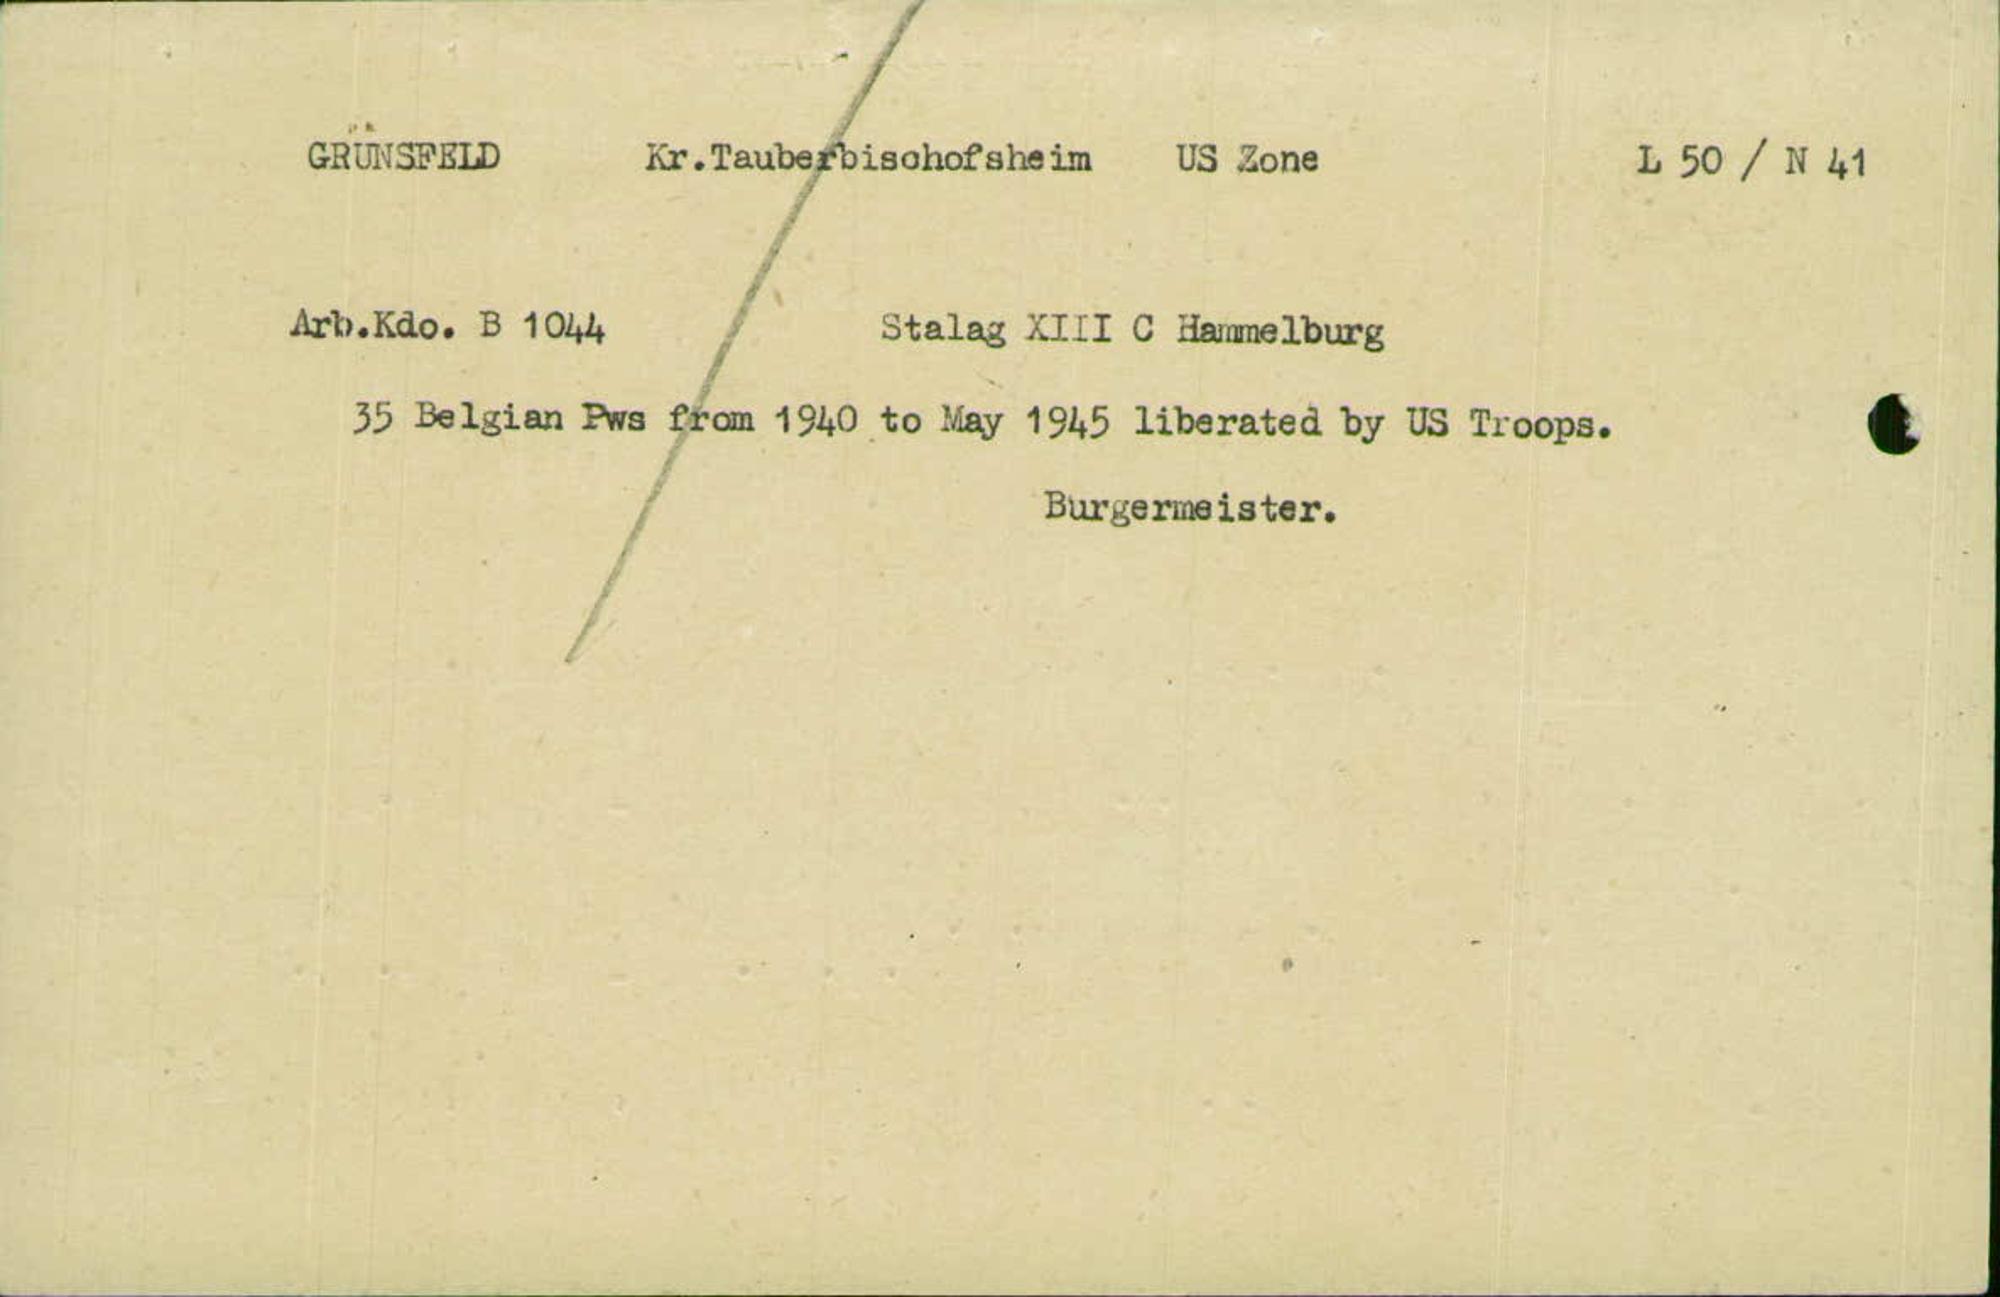 GRÜNSFELD Kr.Tauberbischofsheim US Zone L 50 / N 41
Arb.Kdo. B 1044 Stalag XIII C Hammelburg
35 Belgian Pws from 1940 to May 1945 liberated by US Troops.
Burgermeister.